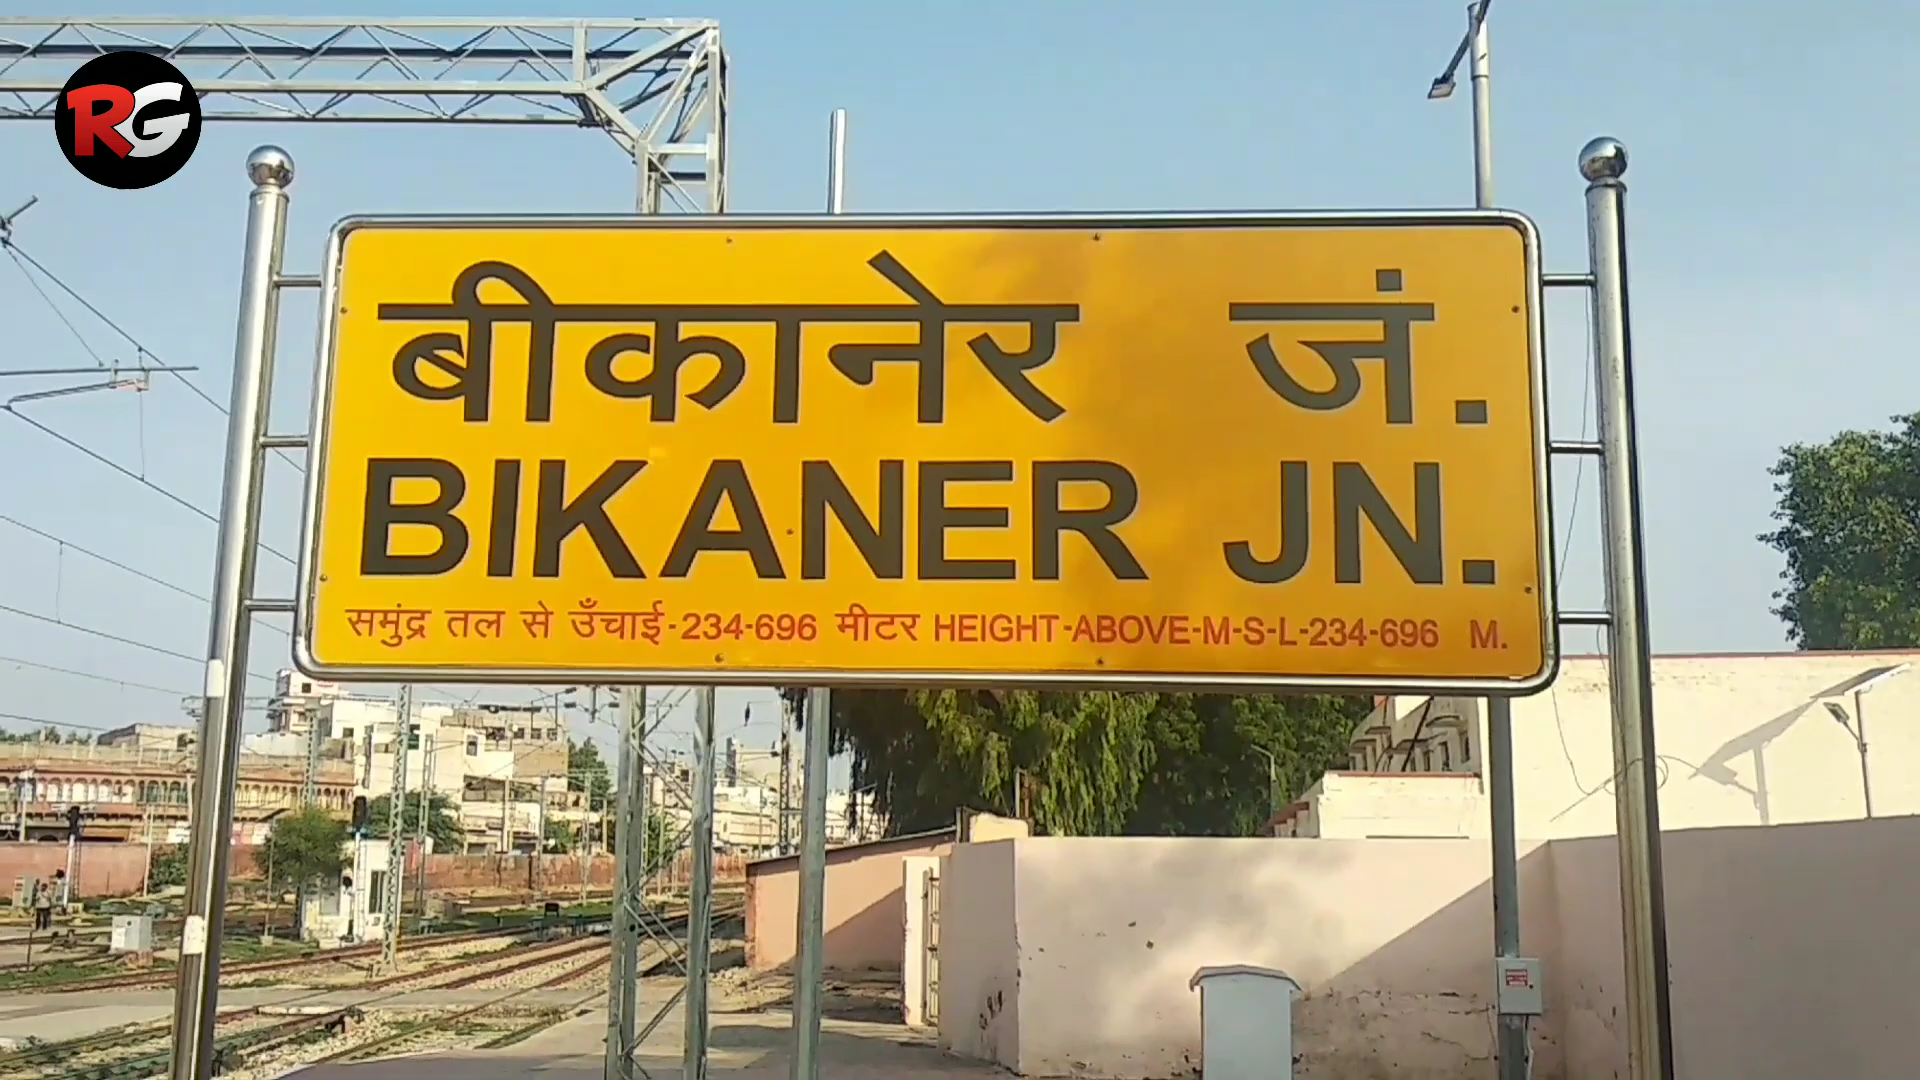 RG
बीकानेर जं.
BIKANER JN.
समुंद्र तल से उँचाई-234-696 मीटर HEIGHT-ABOVE-M-S-L-234-696 M.